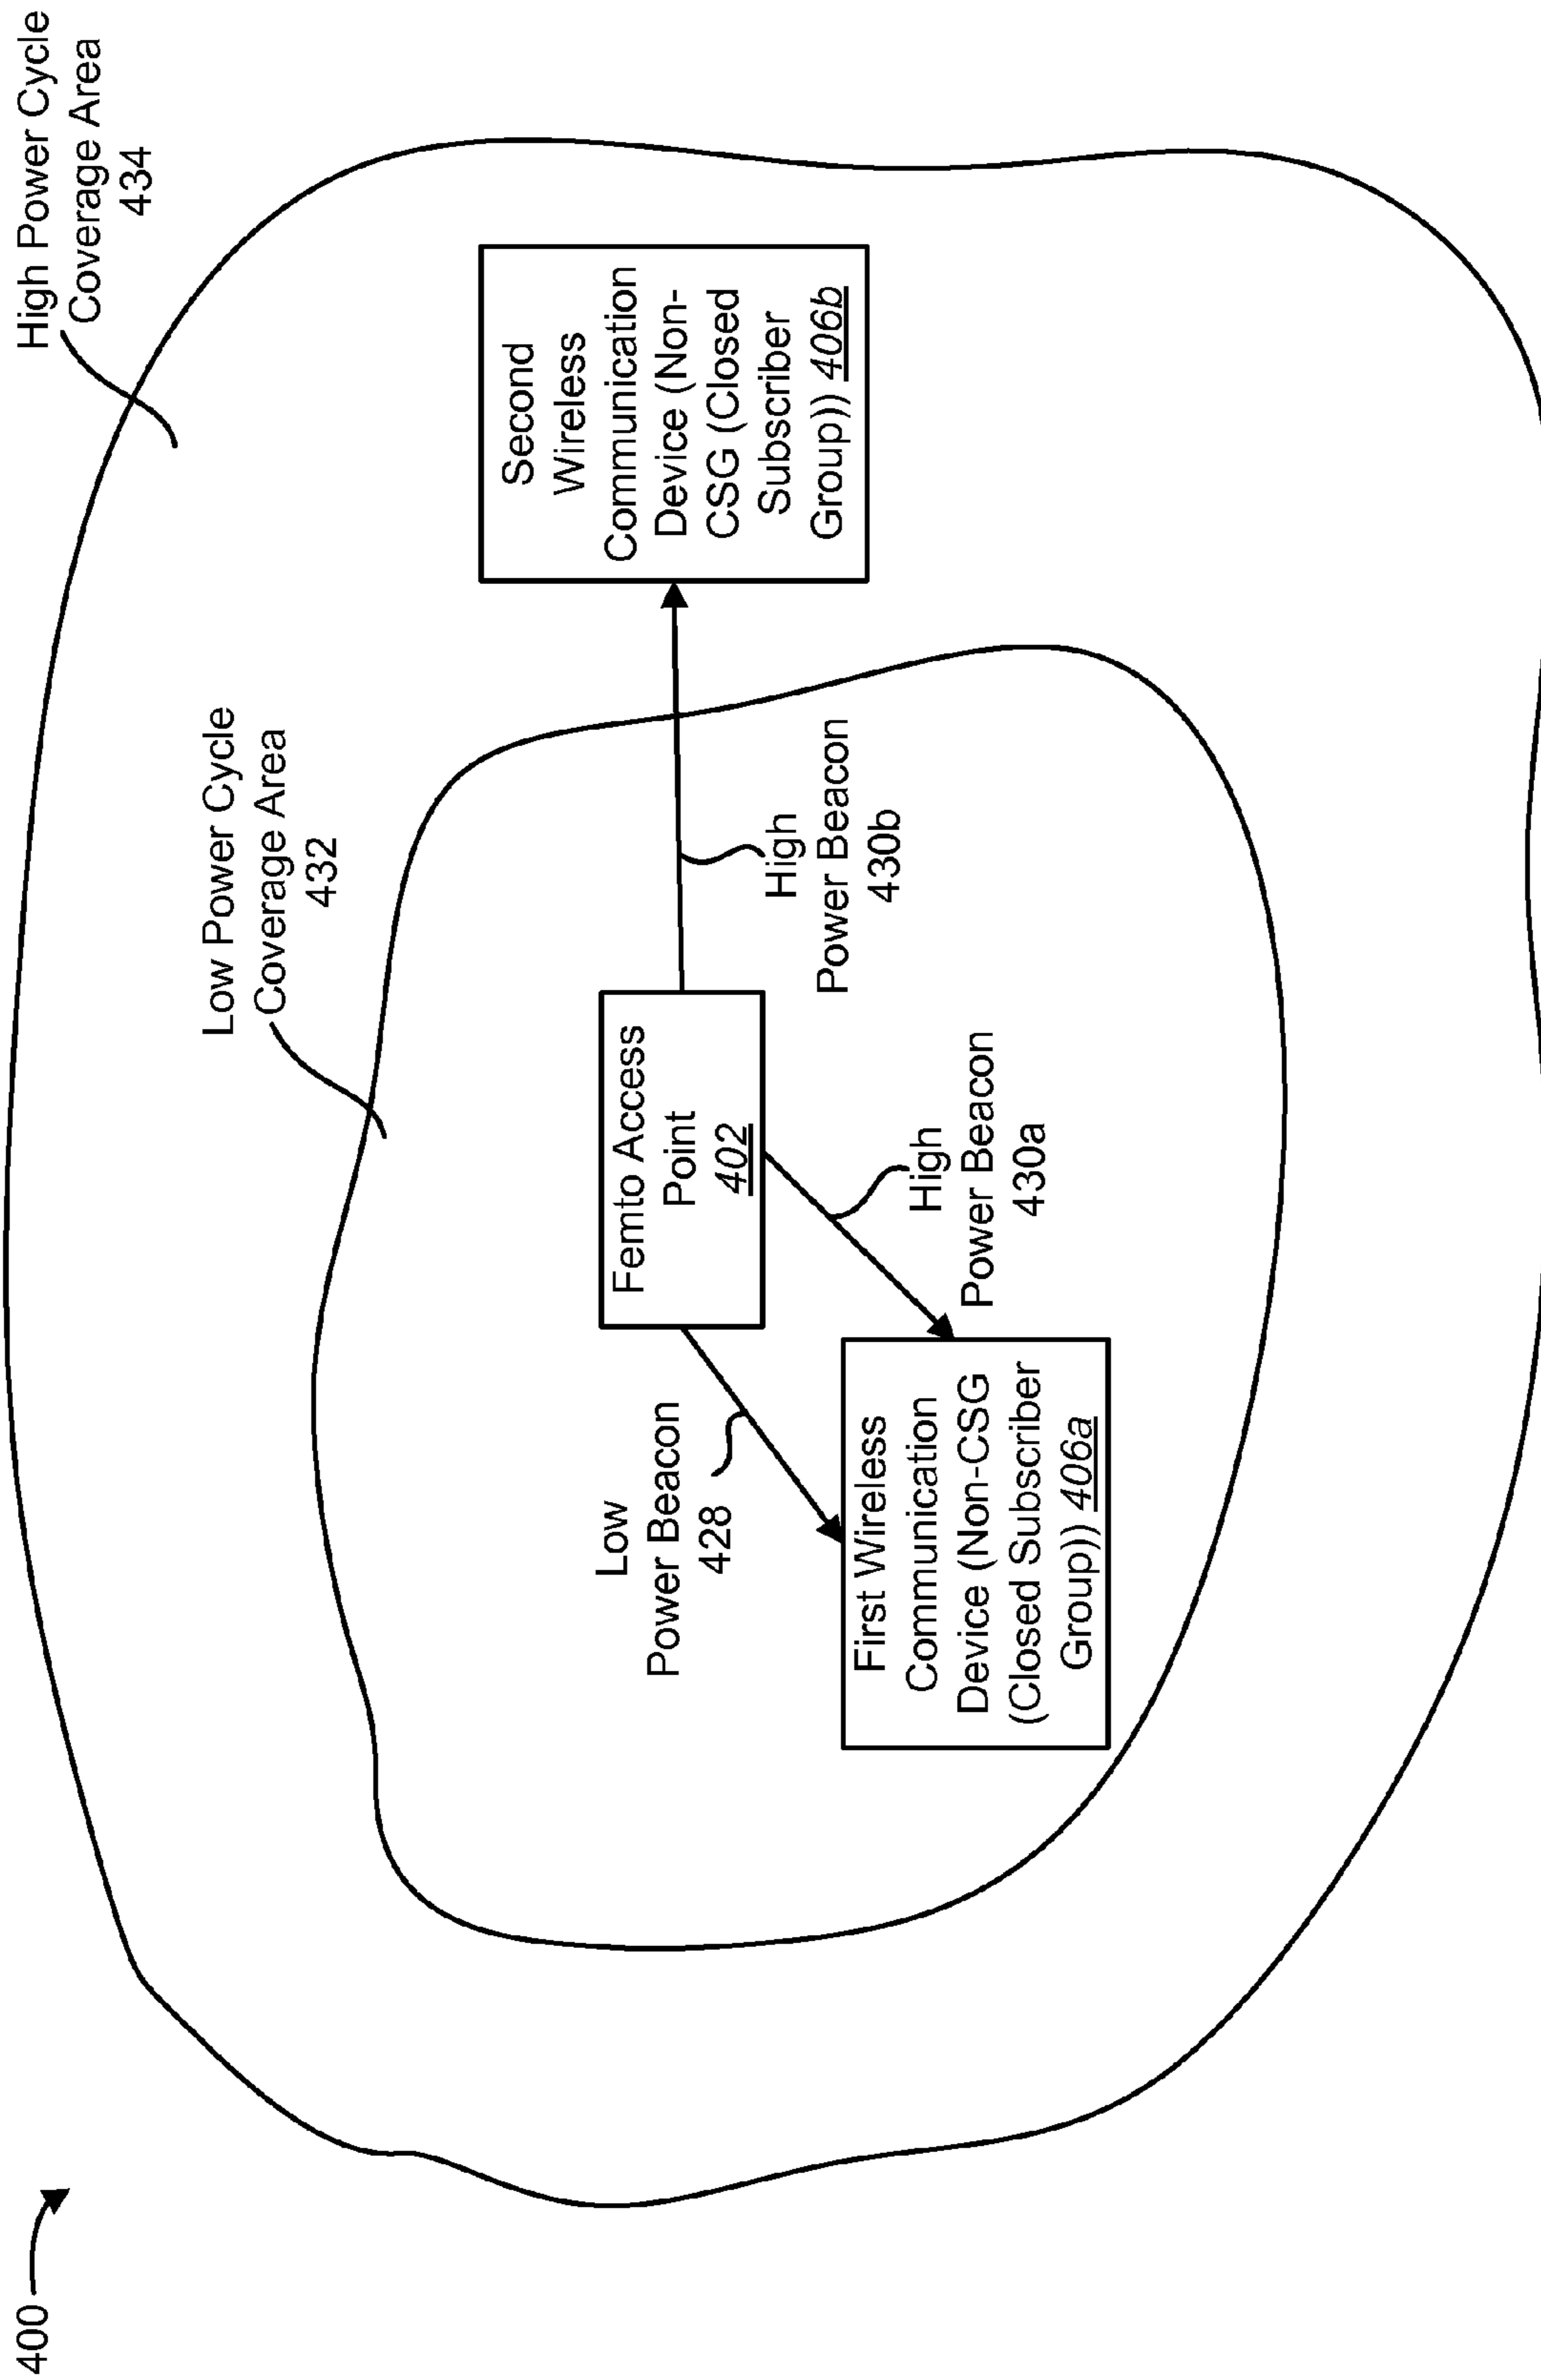 400
High Power Cycle
Coverage Area
434
Low Power Cycle
Coverage Area
432
Low
Power Beacon
428
Femto Access
Point
402
High
Power Beacon
430b
Second
Wireless
Communication
Device (Non-
CSG (Closed
Subscriber
Group)) 406b
High
Power Beacon
430a
First Wireless
Communication
Device (Non-CSG
(Closed Subscriber
Group)) 406a